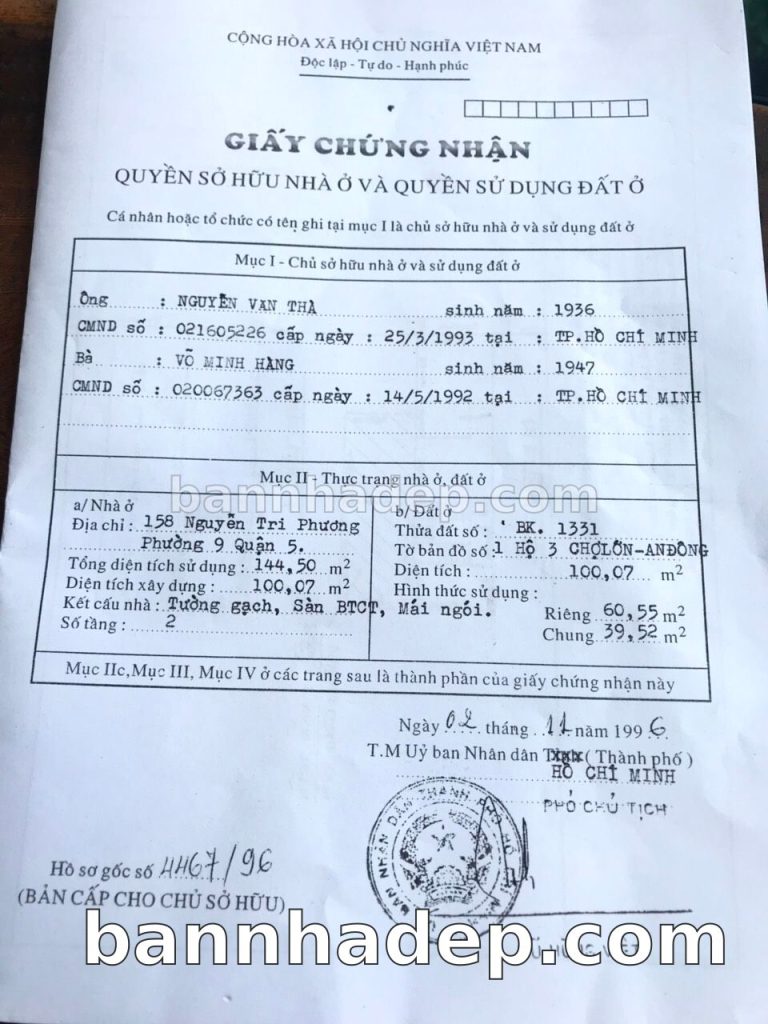 CỘNG HÒA XÃ HỘI CHỦ NGHĨA VIỆT NAM
Độc lập - Tự do - Hạnh phúc
GIẤY CHỨNG NHẬN
QUYỀN SỞ HỮU NHÀ Ở VÀ QUYỀN SỬ DỤNG ĐẤT Ở
Cá nhân hoặc tổ chức có tên ghi tại mục I là chủ sở hữu nhà ở và sử dụng đất ở
Mục I - Chủ sở hữu nhà ở và sử dụng đất ở
Ông : NGUYỄN VĂN THÀ sinh năm : 1936
CMND số : 021605226 cấp ngày : 25/3/1993 tại : TP.HỒ CHÍ MINH
Bà : VÕ MINH HÀNG sinh năm : 1947
CMND số : 020067363 cấp ngày : 14/5/1992 tại : TP.HỒ CHÍ MINH
Mục II - Thực trạng nhà ở, đất ở
bannhadep.com
a/ Nhà ở
Địa chỉ : 158 Nguyễn Tri Phương
Phường 9 Quận 5.
Tổng diện tích sử dụng : 144,50 m2
Diện tích xây dựng : 100,07 m2
Kết cấu nhà : Tường gạch, Sàn BTCT, Mái ngói.
Số tầng : 2
b/ Đất ở
Thửa đất số : BK. 1331
Tờ bản đồ số :1 Hộ 3 CHỢLỚN-ANĐÔNG
Diện tích : 100,07 m2
Hình thức sử dụng :
Riêng 60,55 m2
Chung 39,52 m2
Mục IIc,Mục III, Mục IV ở các trang sau là thành phần của giấy chứng nhận này
Ngày 02 tháng 11 năm 1996
T.M Uỷ ban Nhân dân ( Thành phố )
HỒ CHÍ MINH
PHÓ CHỦ TỊCH
Hồ sơ gốc số 4467/96
(BẢN CẤP CHO CHỦ SỞ HỮU)
bannhadep.com